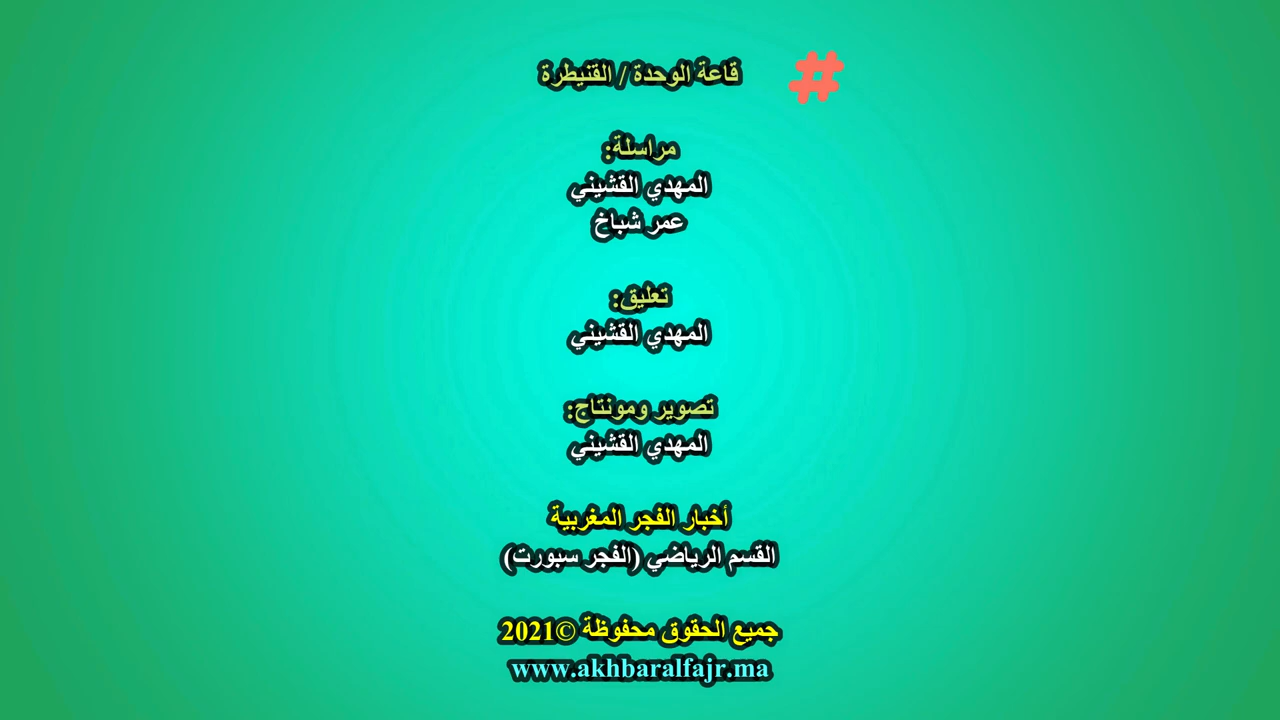 # قاعة الوحدة / القنيطرة
مراسلة:
المهدي القشيني
عمر شباخ
تعليق:
المهدي القشيني
تصوير ومونتاج:
المهدي القشيني
أخبار الفجر المغربية
القسم الرياضي (الفجر سبورت)
جميع الحقوق محفوظة ©2021
www.akhbaralfajr.ma